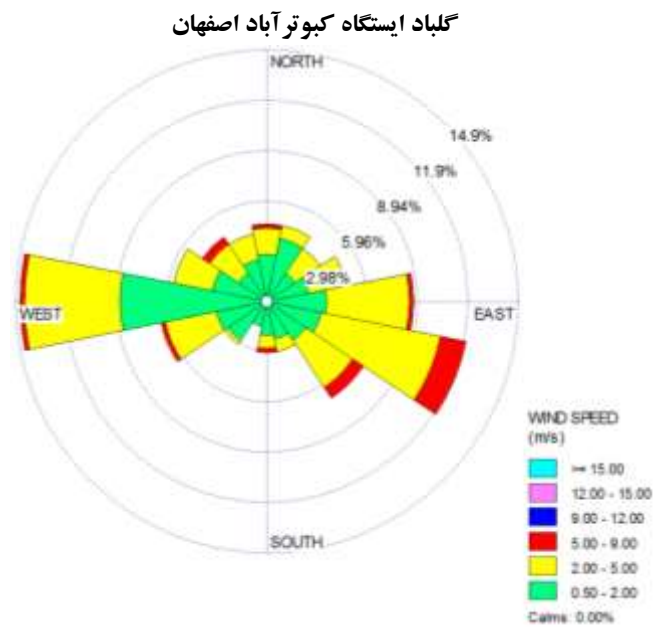 گلباد ایستگاه کبوترآباد اصفهان
NORTH
14.9%
11.9%
8.94%
5.96%
2.98%
WEST
EAST
SOUTH
WIND SPEED
(m/s)
>= 15.00
12.00 - 15.00
9.00 - 12.00
5.00 - 9.00
2.00 - 5.00
0.50 - 2.00
Calms: 0.00%